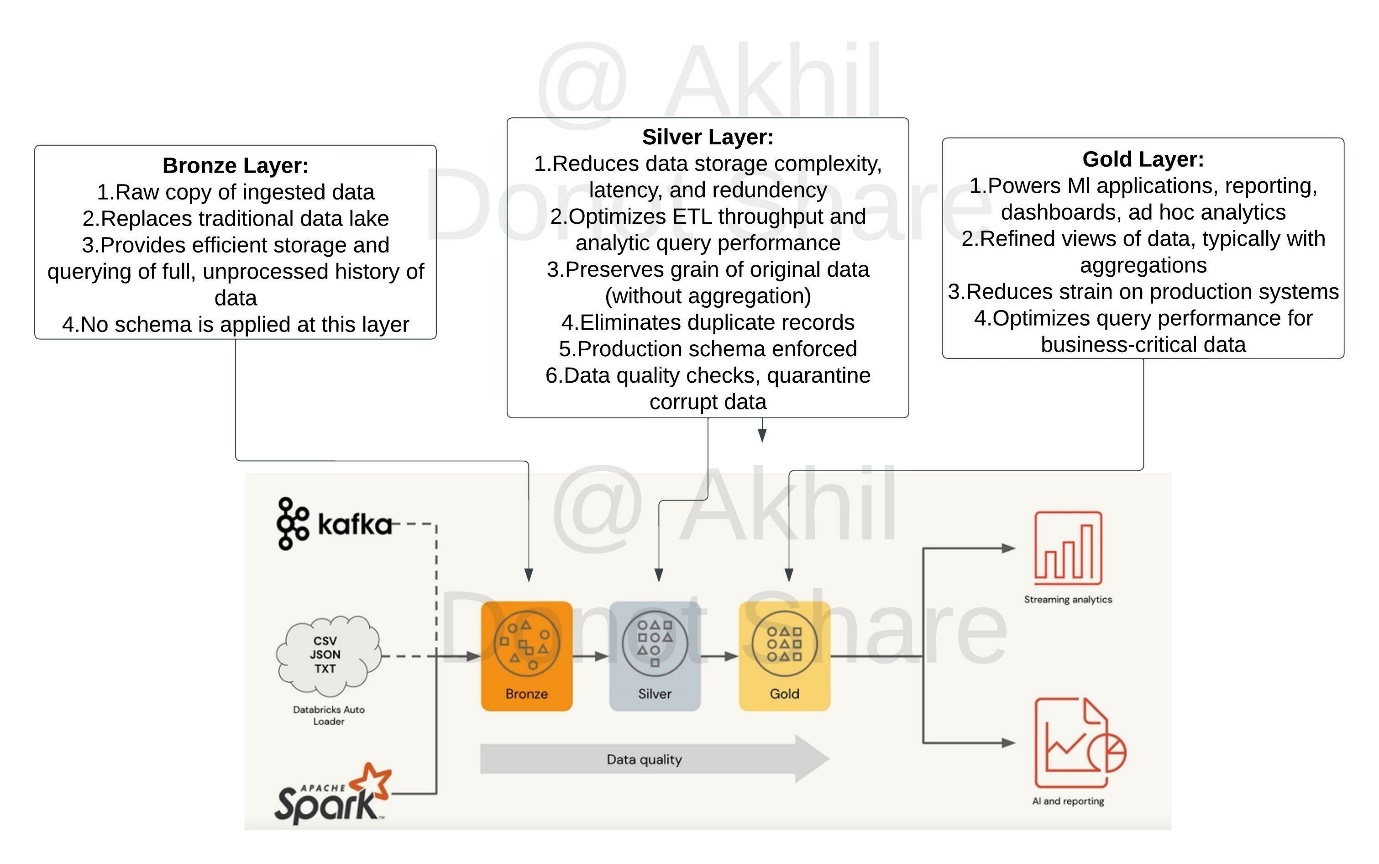 @ Akhil
Donot Share
Bronze Layer:
1.Raw copy of ingested data
2.Replaces traditional data lake
3.Provides efficient storage and
querying of full, unprocessed history of
data
4.No schema is applied at this layer
Silver Layer:
1.Reduces data storage complexity,
latency, and redundency
2.Optimizes ETL throughput and
analytic query performance
3.Preserves grain of original data
(without aggregation)
4.Eliminates duplicate records
5.Production schema enforced
6.Data quality checks, quarantine
corrupt data
Gold Layer:
1.Powers Ml applications, reporting,
dashboards, ad hoc analytics
2.Refined views of data, typically with
aggregations
3.Reduces strain on production systems
4.Optimizes query performance for
business-critical data
@ Akhil
Donot Share
kafka
CSV
JSON
TXT
Databricks Auto
Loader
APACHE
Spark™
Bronze
Silver
Gold
Data quality
Streaming analytics
AI and reporting